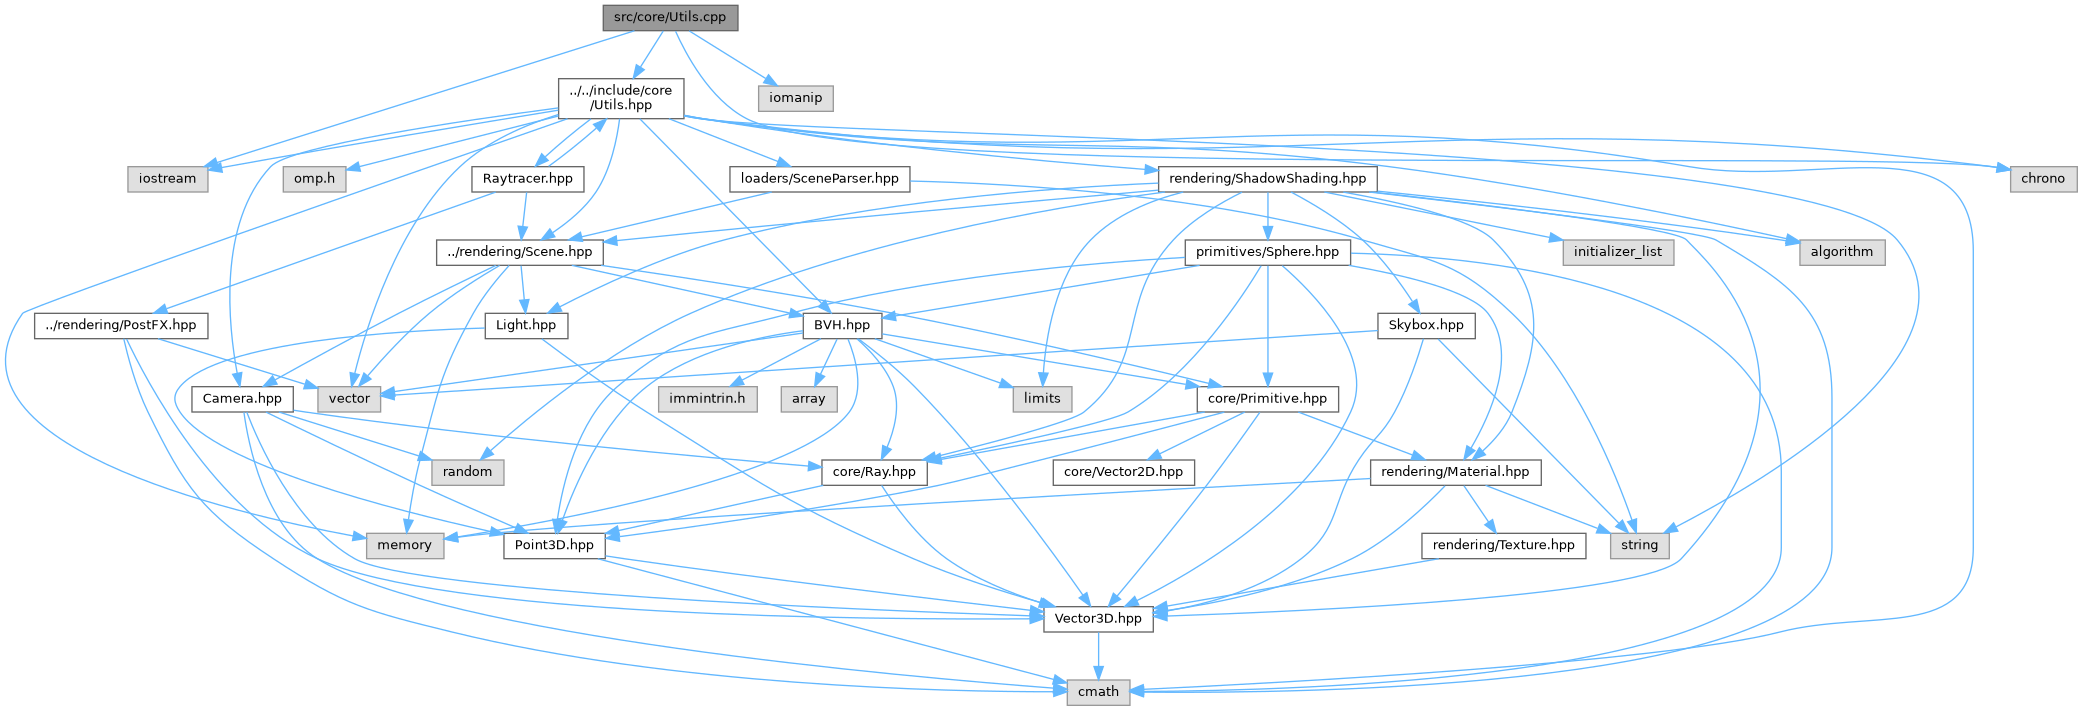 src/core/Utils.cpp
../../include/core
/Utils.hpp
iomanip
iostream
omp.h
Raytracer.hpp
loaders/SceneParser.hpp
rendering/ShadowShading.hpp
chrono
../rendering/Scene.hpp
primitives/Sphere.hpp
initializer_list
algorithm
../rendering/PostFX.hpp
Light.hpp
BVH.hpp
Skybox.hpp
Camera.hpp
vector
immintrin.h
array
limits
core/Primitive.hpp
random
core/Ray.hpp
core/Vector2D.hpp
rendering/Material.hpp
memory
Point3D.hpp
rendering/Texture.hpp
string
Vector3D.hpp
cmath